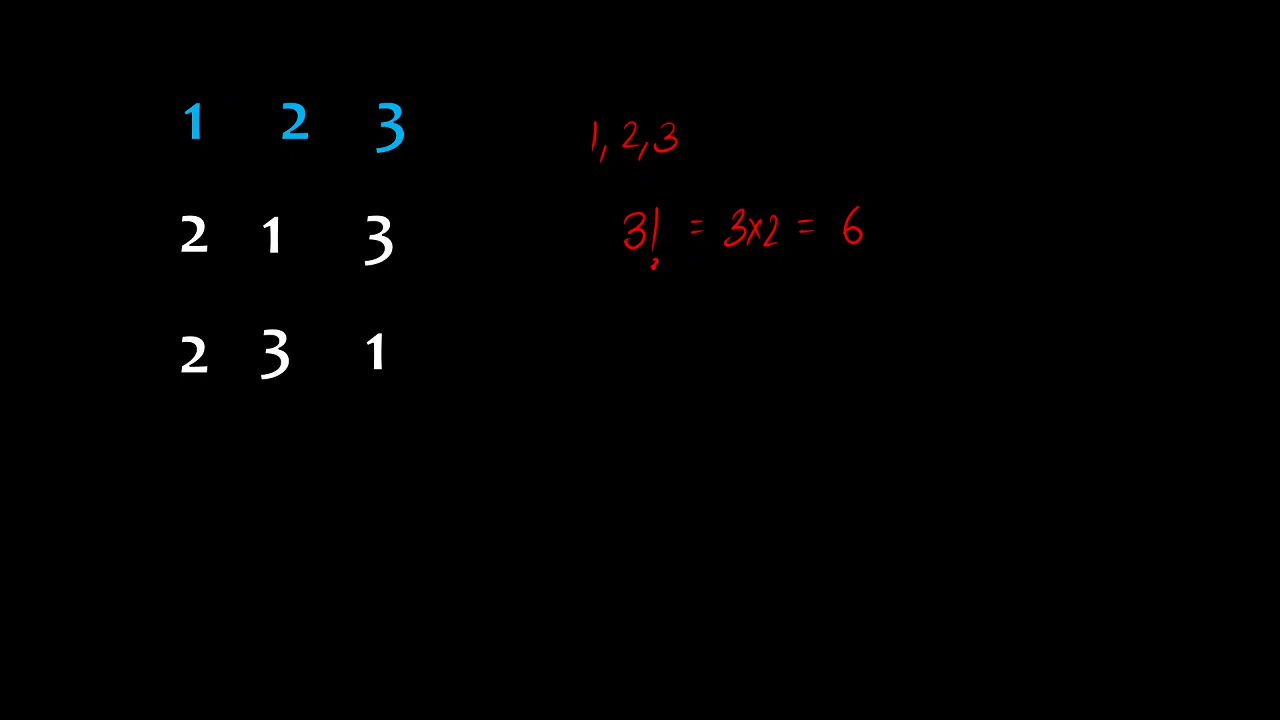 1 2 3
1, 2, 3
2 1 3
3! = 3x2 = 6
2 3 1